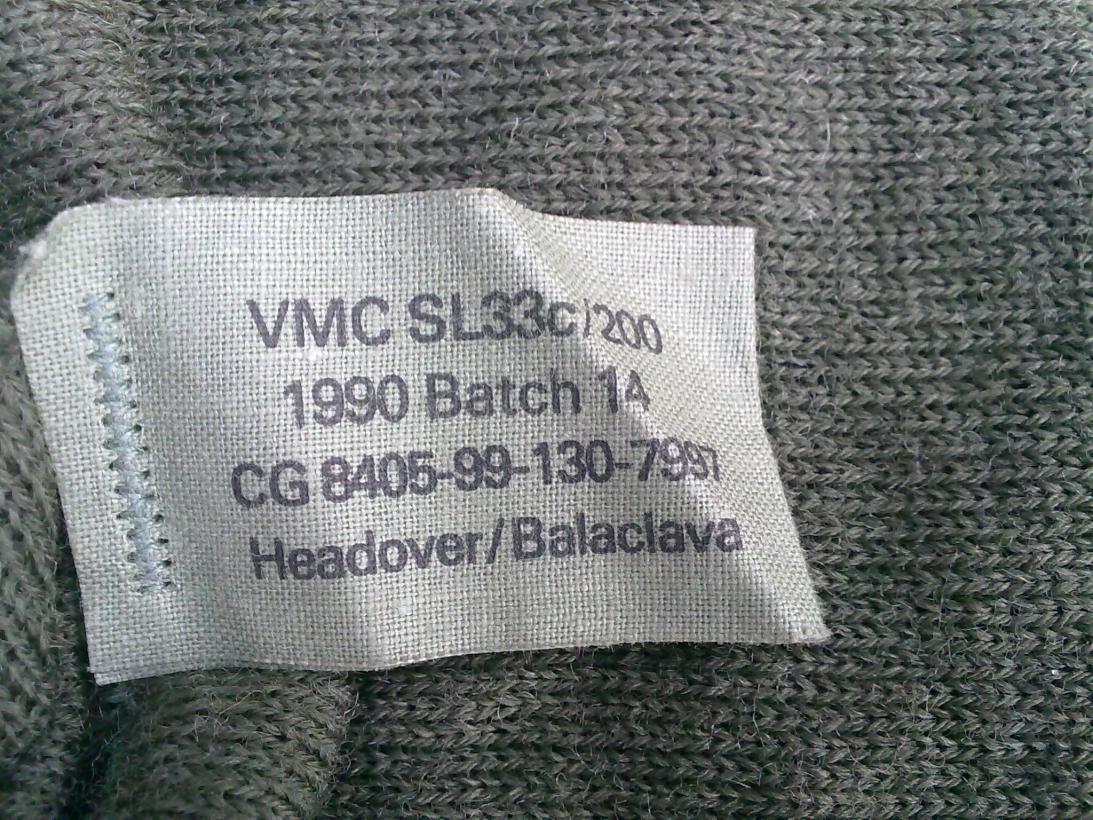 VMC SL33c/200
1990 Batch 1A
CG 8405-99-130-7997
Headover/Balaclava